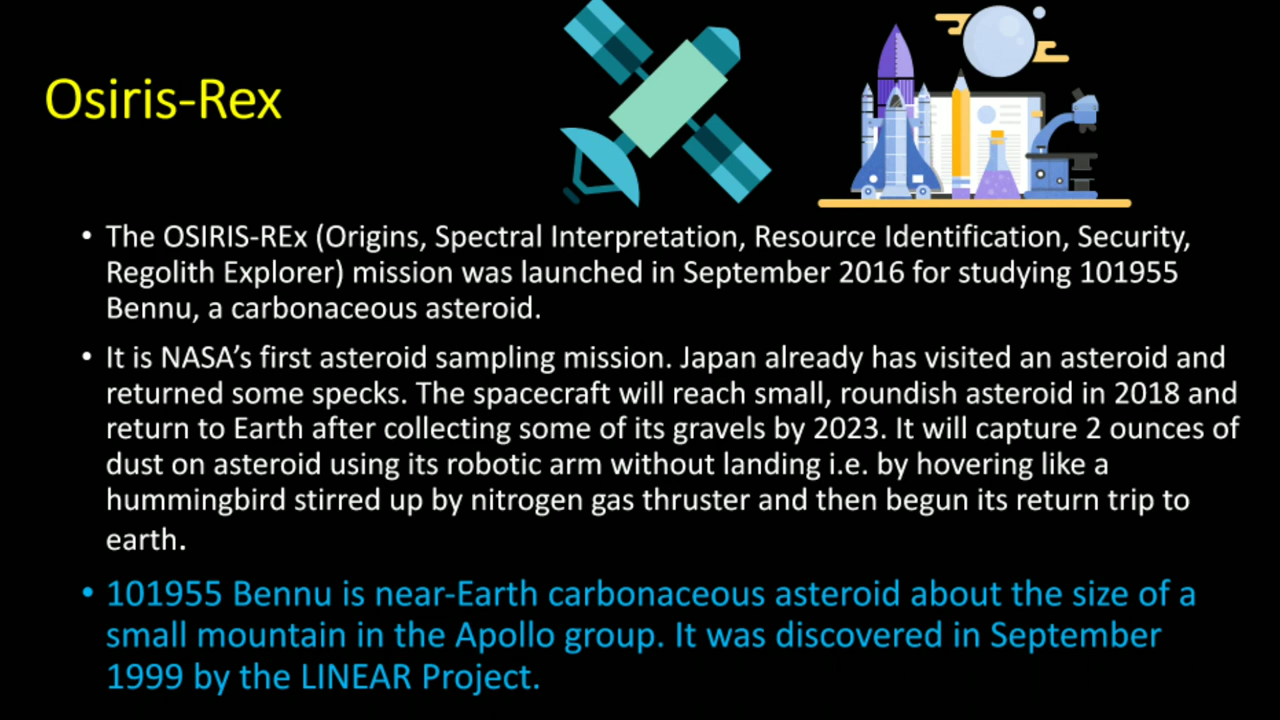 Osiris-Rex
• The OSIRIS-REx (Origins, Spectral Interpretation, Resource Identification, Security,
Regolith Explorer) mission was launched in September 2016 for studying 101955
Bennu, a carbonaceous asteroid.
• It is NASA’s first asteroid sampling mission. Japan already has visited an asteroid and
returned some specks. The spacecraft will reach small, roundish asteroid in 2018 and
return to Earth after collecting some of its gravels by 2023. It will capture 2 ounces of
dust on asteroid using its robotic arm without landing i.e. by hovering like a
hummingbird stirred up by nitrogen gas thruster and then begun its return trip to
earth.
• 101955 Bennu is near-Earth carbonaceous asteroid about the size of a
small mountain in the Apollo group. It was discovered in September
1999 by the LINEAR Project.